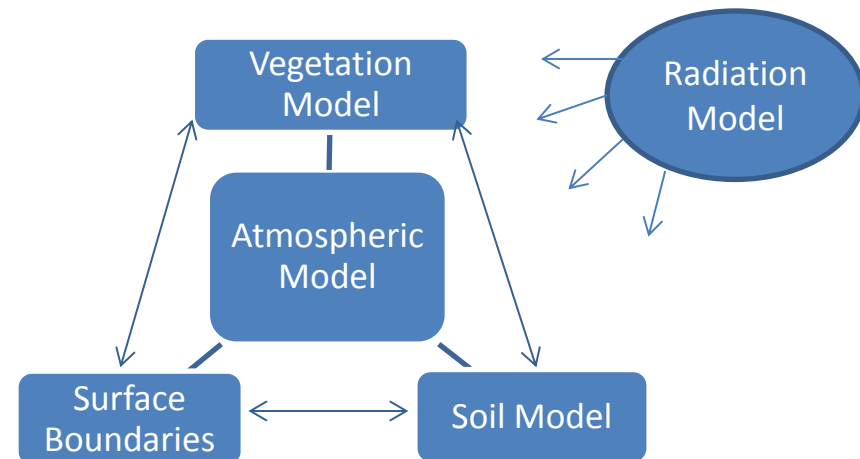 Vegetation
Model
Radiation
Model
Atmospheric
Model
Surface
Boundaries
Soil Model